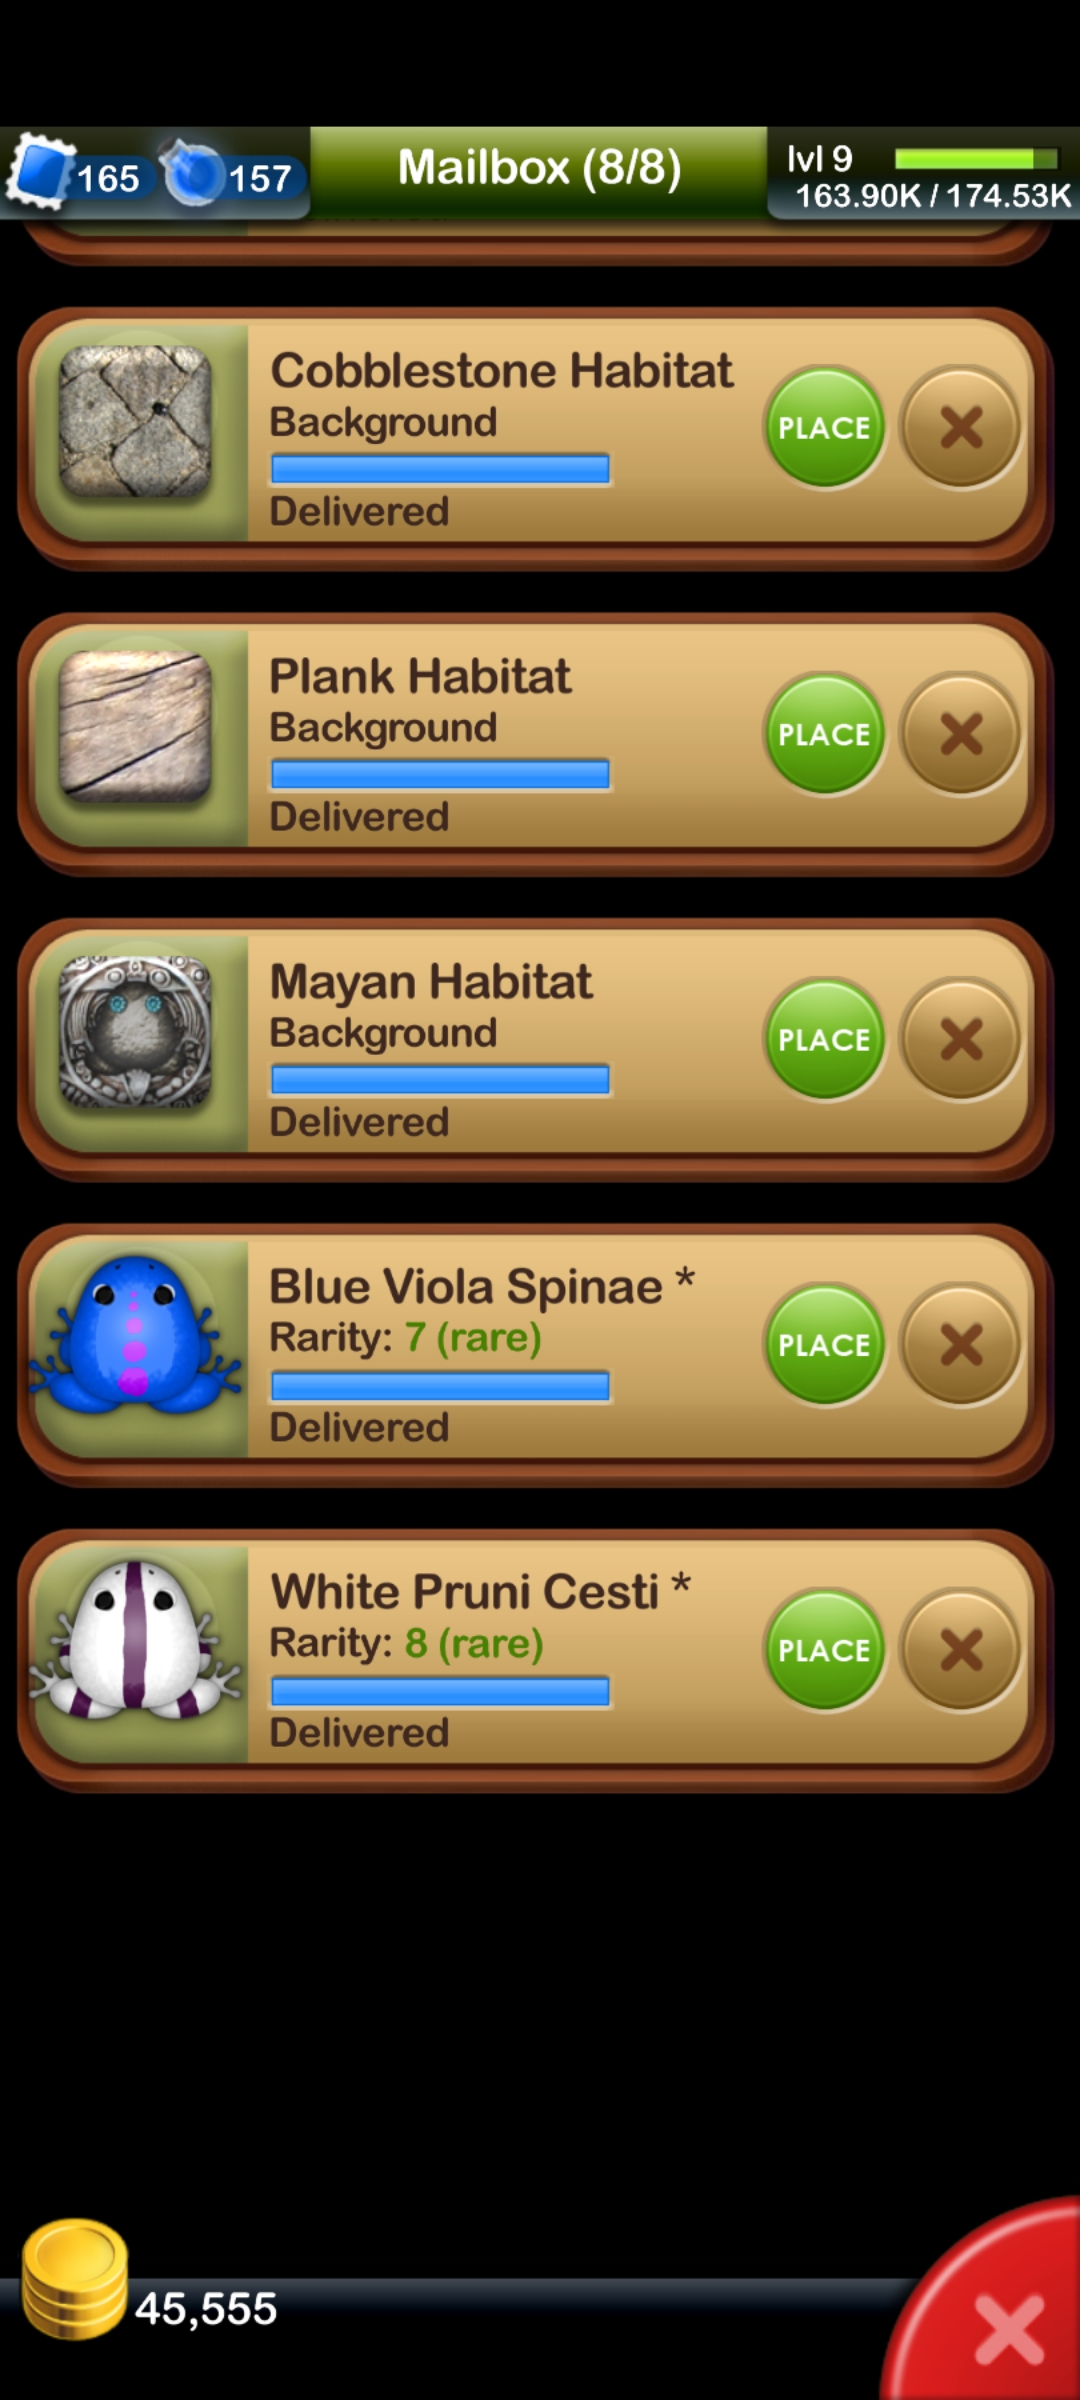 165
157
Mailbox (8/8)
lvl 9
163.90K / 174.53K
Cobblestone Habitat
Background
Delivered
PLACE
Plank Habitat
Background
Delivered
PLACE
Mayan Habitat
Background
Delivered
PLACE
Blue Viola Spinae *
Rarity: 7 (rare)
Delivered
PLACE
White Pruni Cesti *
Rarity: 8 (rare)
Delivered
PLACE
45,555